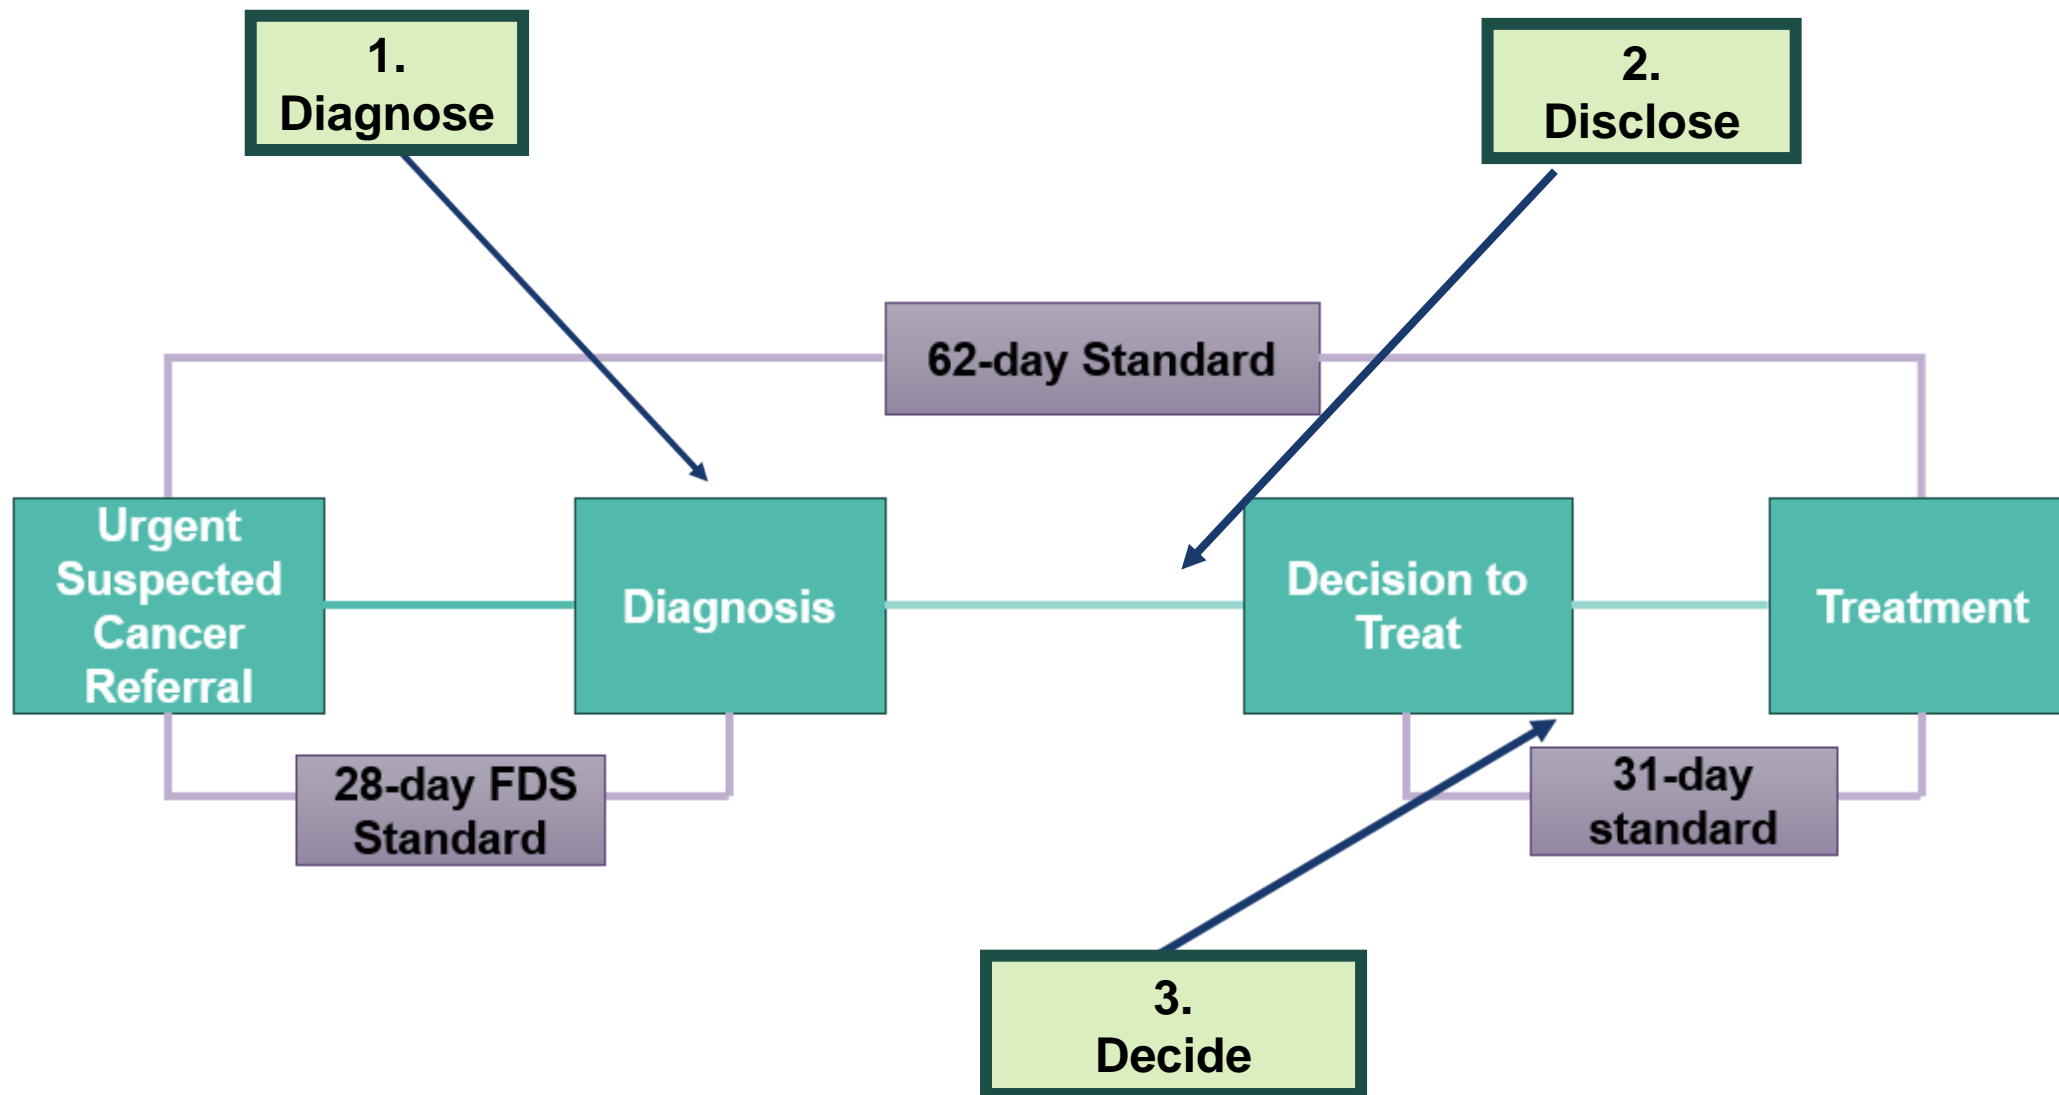 1.
Diagnose
2.
Disclose
62-day Standard
Urgent
Suspected
Cancer
Referral
Diagnosis
Decision to
Treat
Treatment
28-day FDS
Standard
31-day
standard
3.
Decide